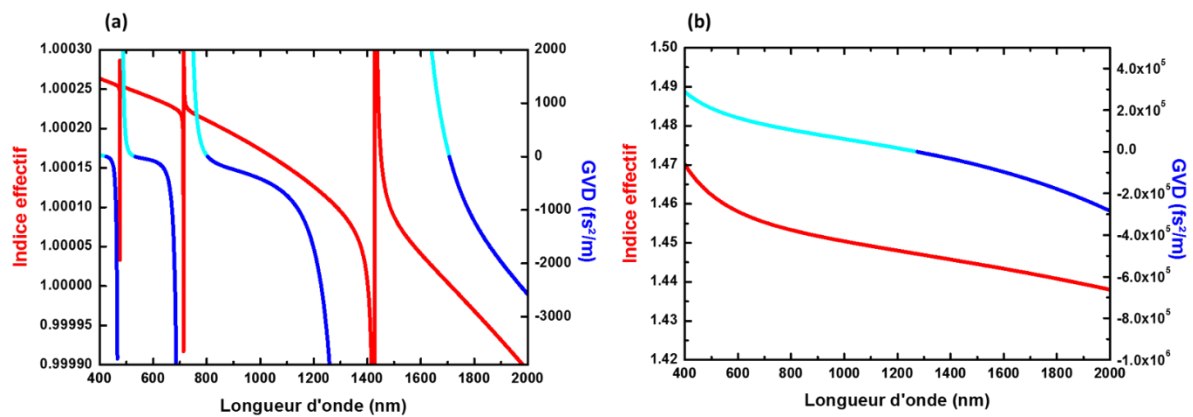 (a)
Indice effectif
1.00030
1.00025
1.00020
1.00015
1.00010
1.00005
1.00000
0.99995
0.99990
400 600 800 1000 1200 1400 1600 1800 2000
Longueur d'onde (nm)
2000
1000
0
-1000
-2000
-3000
GVD (fs²/m)
(b)
Indice effectif
1.50
1.49
1.48
1.47
1.46
1.45
1.44
1.43
1.42
400 600 800 1000 1200 1400 1600 1800 2000
Longueur d'onde (nm)
4.0x10⁵
2.0x10⁵
0.0
-2.0x10⁵
-4.0x10⁵
-6.0x10⁵
-8.0x10⁵
-1.0x10⁶
GVD (fs²/m)